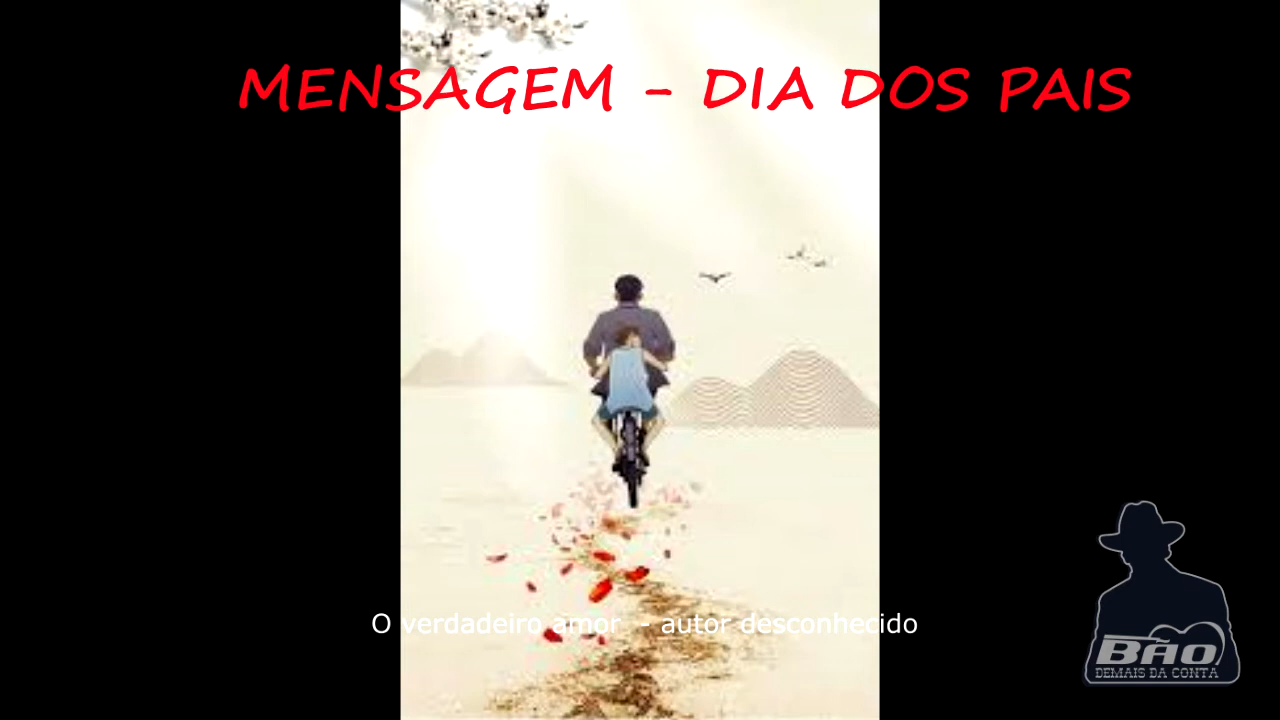 MENSAGEM - DIA DOS PAIS
O verdadeiro amor - autor desconhecido
BÃO
DEMAIS DA CONTA